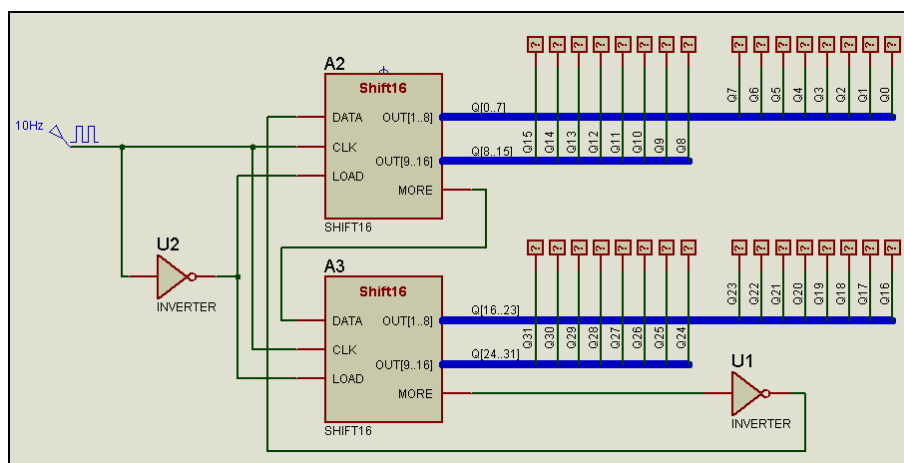 A2
Shift16
DATA
CLK
LOAD
OUT[1..8]
OUT[9..16]
MORE
SHIFT16
Q[0..7]
Q[8..15]
? ? ? ? ? ? ? ?
Q15 Q14 Q13 Q12 Q11 Q10 Q9 Q8
? ? ? ? ? ? ? ?
Q7 Q6 Q5 Q4 Q3 Q2 Q1 Q0
10Hz
U2
INVERTER
A3
Shift16
DATA
CLK
LOAD
OUT[1..8]
OUT[9..16]
MORE
SHIFT16
Q[16..23]
Q[24..31]
? ? ? ? ? ? ? ?
Q31 Q30 Q29 Q28 Q27 Q26 Q25 Q24
? ? ? ? ? ? ? ?
Q23 Q22 Q21 Q20 Q19 Q18 Q17 Q16
U1
INVERTER